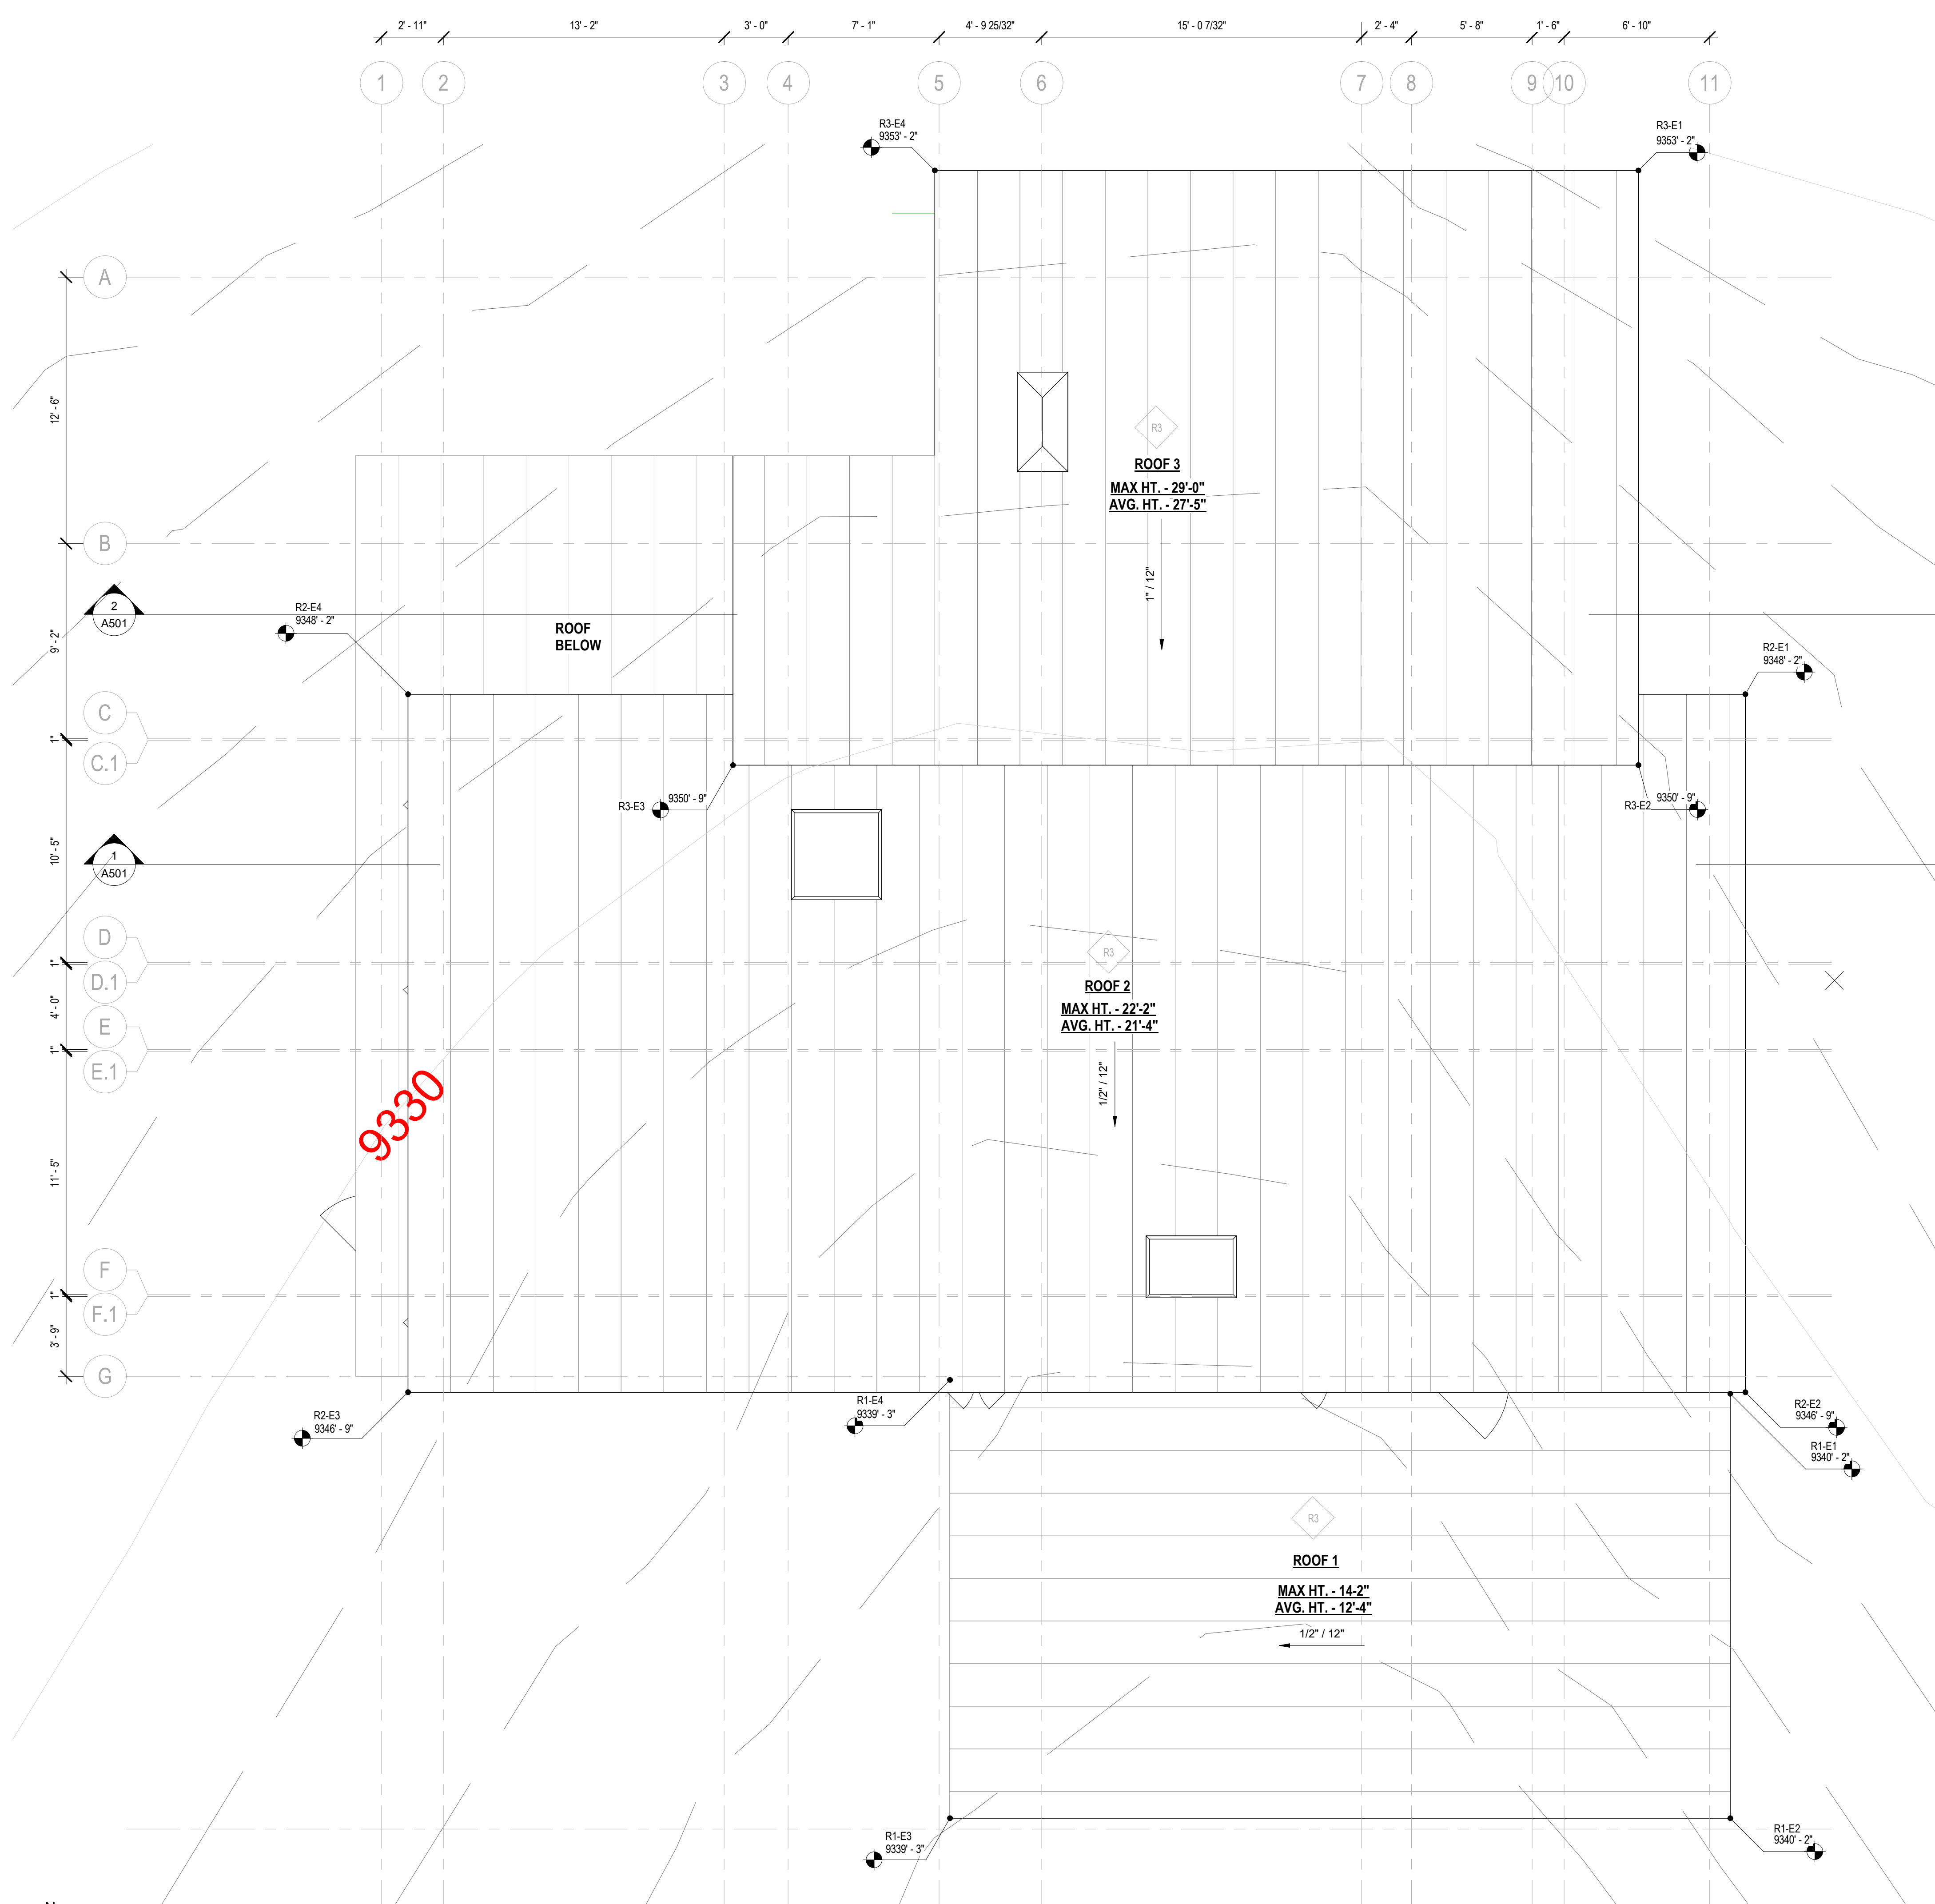 2' - 11" 13' - 2" 3' - 0" 7' - 1" 4' - 9 25/32" 15' - 0 7/32" 2' - 4" 5' - 8" 1' - 6" 6' - 10"
1 2 3 4 5 6 7 8 9 10 11
R3-E4
9353' - 2"
R3-E1
9353' - 2"
A
12' - 6"
R3
ROOF 3
MAX HT. - 29'-0"
AVG. HT. - 27'-5"
1" / 12"
B
2
A501
9' - 2"
R2-E4
9348' - 2"
ROOF
BELOW
R2-E1
9348' - 2"
C
1"
C.1
R3-E3
9350' - 9"
R3-E2
9350' - 9"
1
A501
10' - 5"
D
1"
D.1
4' - 0"
E
1"
E.1
R3
ROOF 2
MAX HT. - 22'-2"
AVG. HT. - 21'-4"
1/2" / 12"
9330
11' - 5"
F
1"
F.1
3' - 9"
G
R2-E3
9346' - 9"
R1-E4
9339' - 3"
R2-E2
9346' - 9"
R1-E1
9340' - 2"
R3
ROOF 1
MAX HT. - 14-2"
AVG. HT. - 12'-4"
1/2" / 12"
R1-E3
9339' - 3"
R1-E2
9340' - 2"